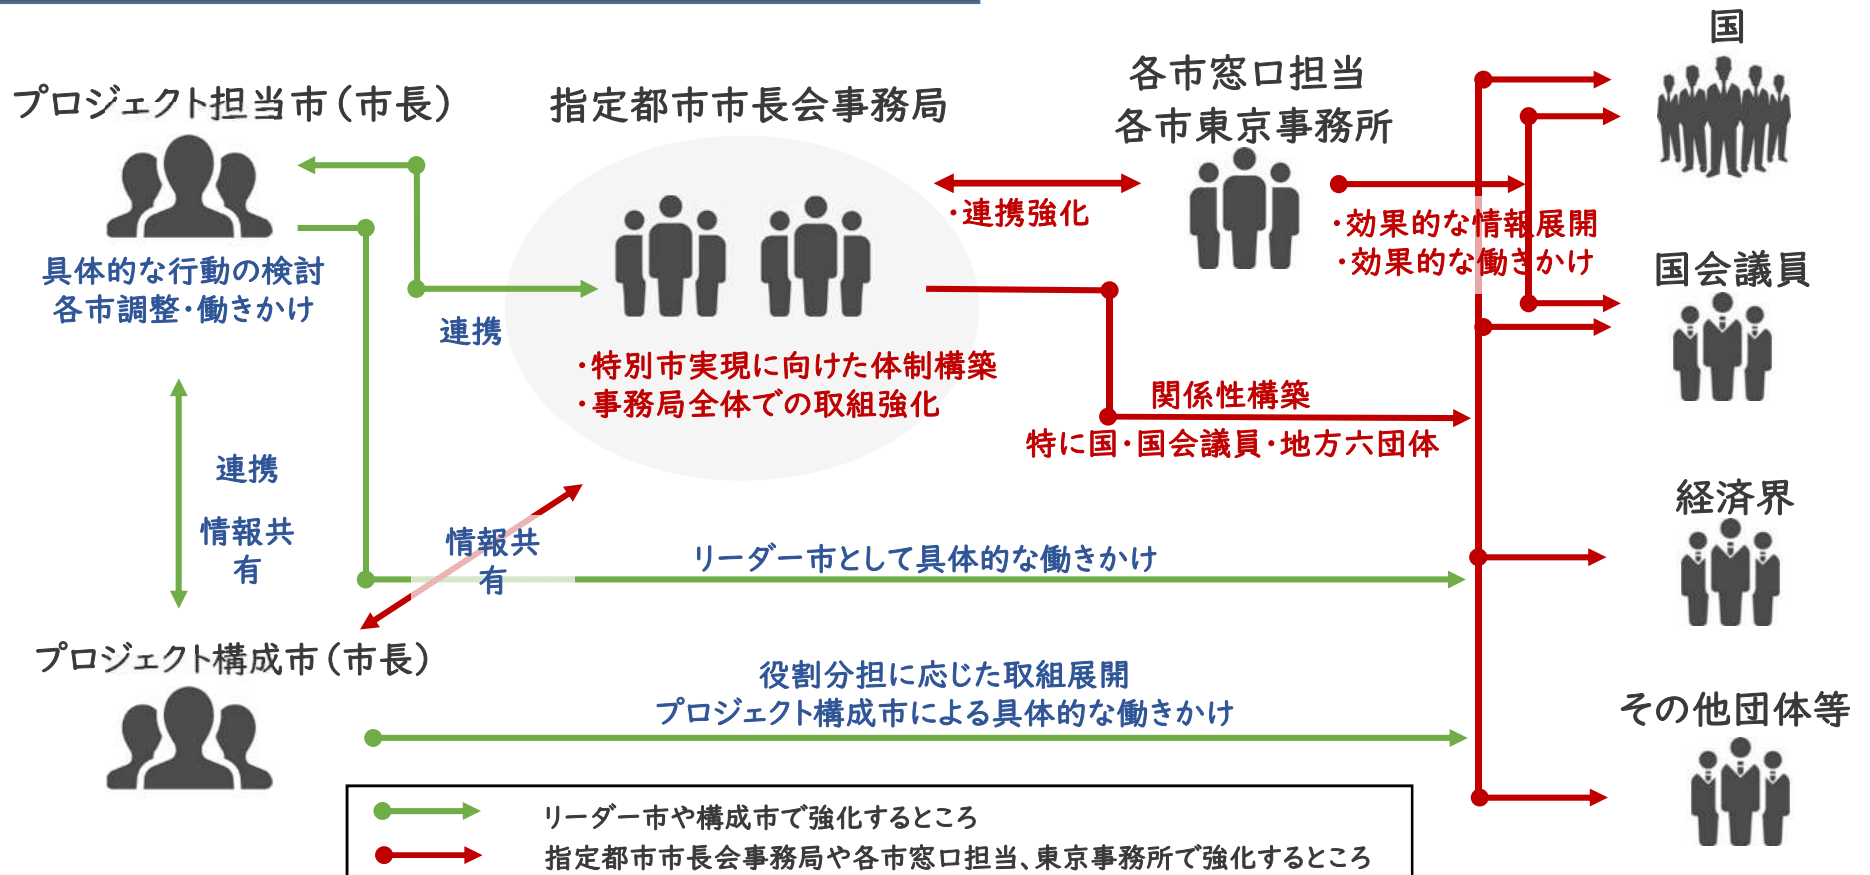 国
プロジェクト担当市（市長）
指定都市市長会事務局
各市窓口担当
各市東京事務所
・連携強化
・効果的な情報展開
・効果的な働きかけ
具体的な行動の検討
各市調整・働きかけ
連携
国会議員
・特別市実現に向けた体制構築
・事務局全体での取組強化
関係性構築
特に国・国会議員・地方六団体
連携
情報共
有
情報共
有
リーダー市として具体的な働きかけ
経済界
プロジェクト構成市（市長）
役割分担に応じた取組展開
プロジェクト構成市による具体的な働きかけ
その他団体等
リーダー市や構成市で強化するところ
指定都市市長会事務局や各市窓口担当、東京事務所で強化するところ